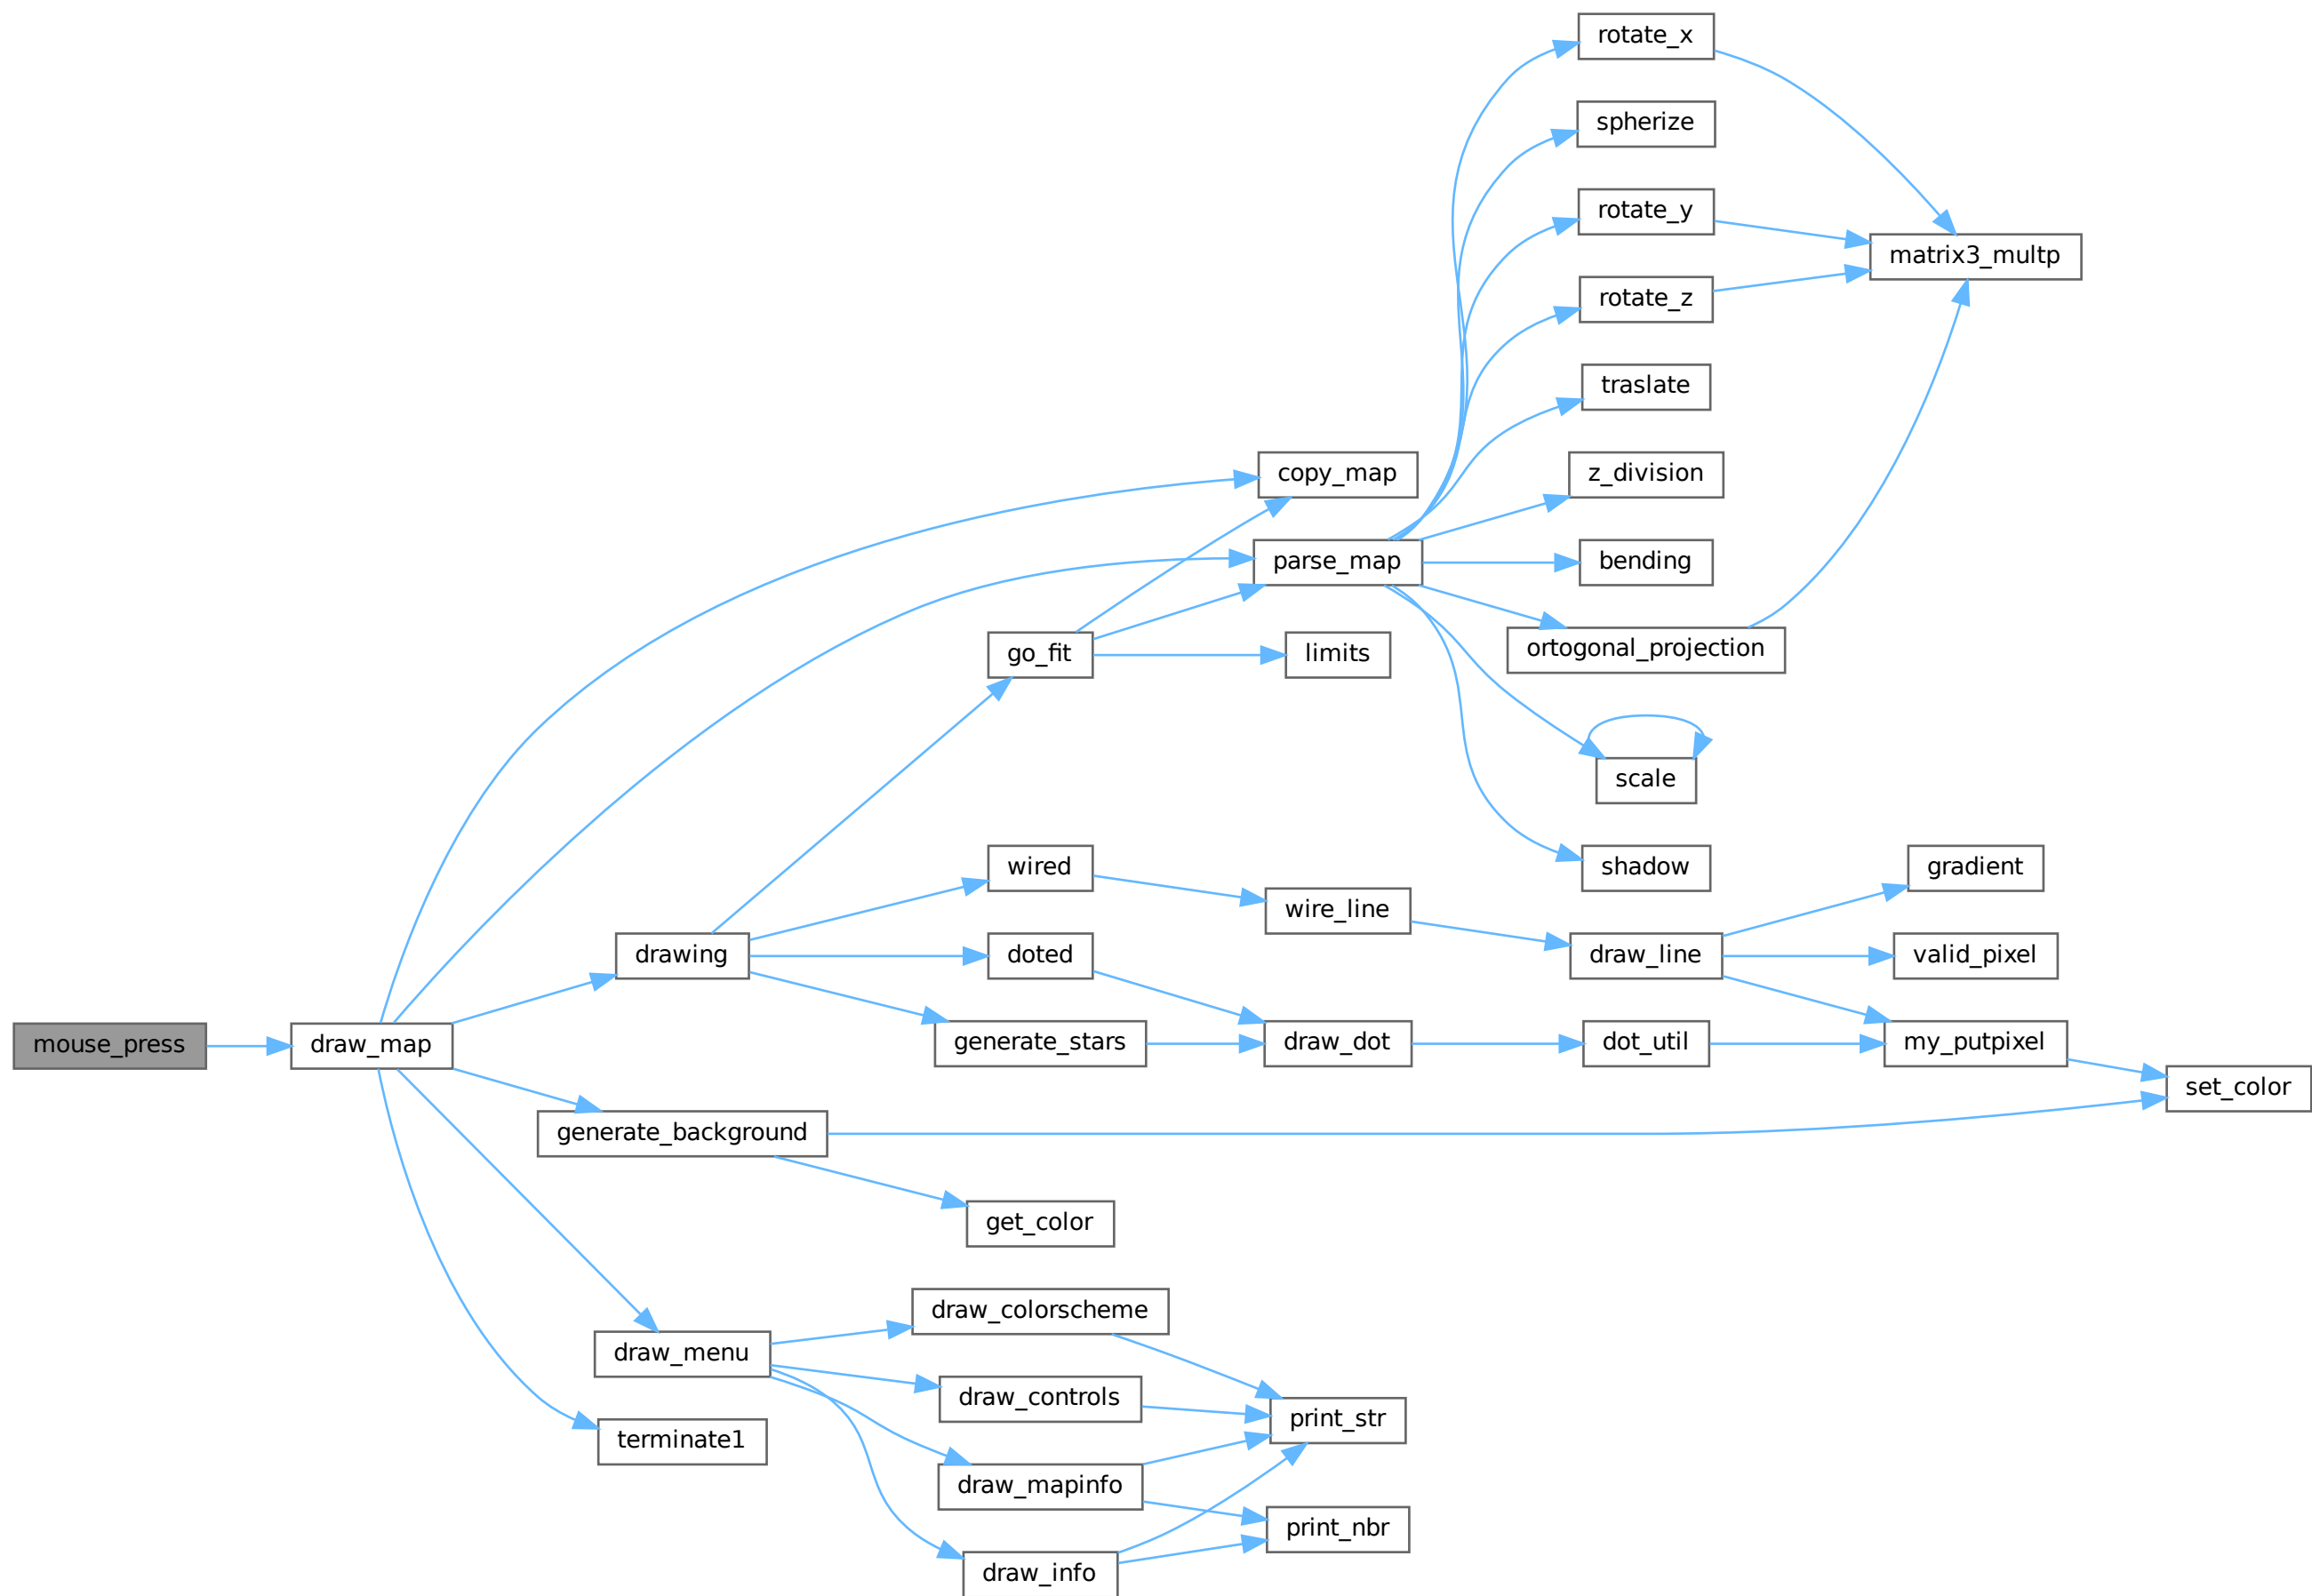 rotate_x
spherize
rotate_y
matrix3_multp
rotate_z
traslate
copy_map
z_division
parse_map
bending
go_fit
limits
ortogonal_projection
scale
wired
shadow
gradient
wire_line
drawing
doted
draw_line
valid_pixel
mouse_press
draw_map
generate_stars
draw_dot
dot_util
my_putpixel
set_color
generate_background
get_color
draw_colorscheme
draw_menu
draw_controls
print_str
terminate1
draw_mapinfo
print_nbr
draw_info